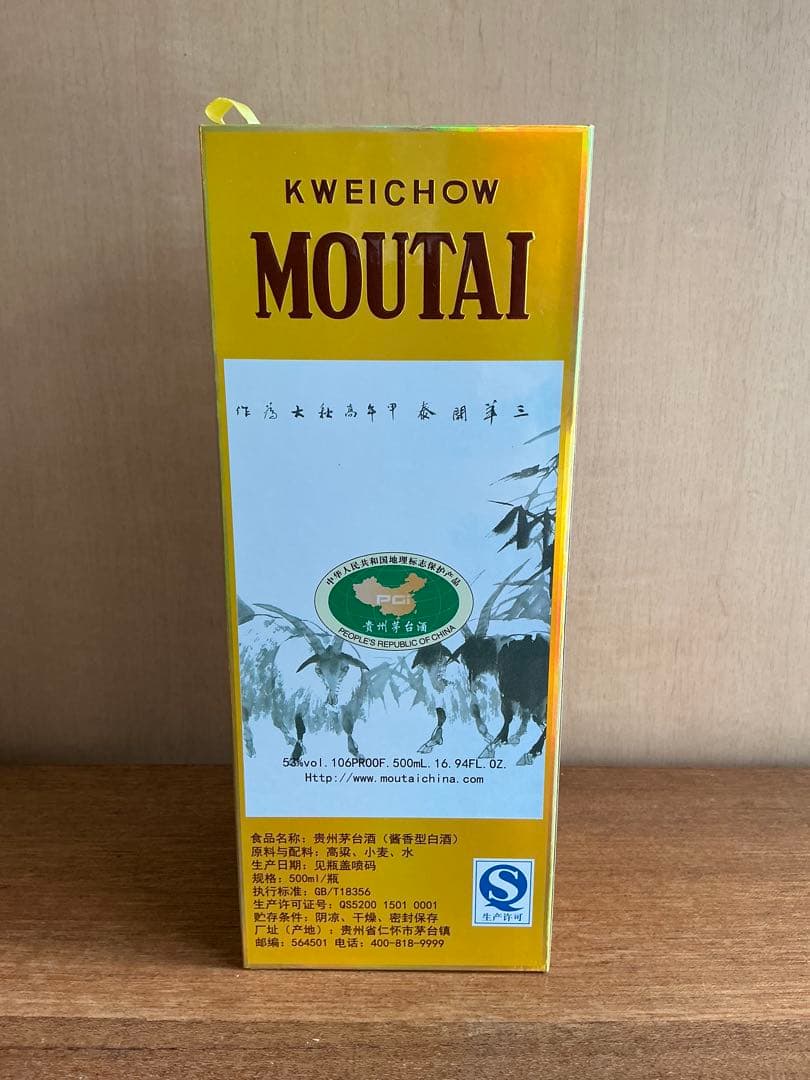 KWEICHOW
MOUTAI
三羊開泰甲午高秋大為作
中华人民共和国地理标志保护产品
PGI
贵州茅台酒
PEOPLE'S REPUBLIC OF CHINA
53%vol.106PROOF.500mL.16.94FL.OZ.
Http://www.moutaichina.com
食品名称：贵州茅台酒（酱香型白酒）
原料与配料：高粱、小麦、水
生产日期：见瓶盖喷码
规格：500ml/瓶
执行标准：GB/T18356
生产许可证号：QS5200 1501 0001
贮存条件：阴凉、干燥、密封保存
厂址（产地）：贵州省仁怀市茅台镇
邮编：564501 电话：400-818-9999
S
生产许可